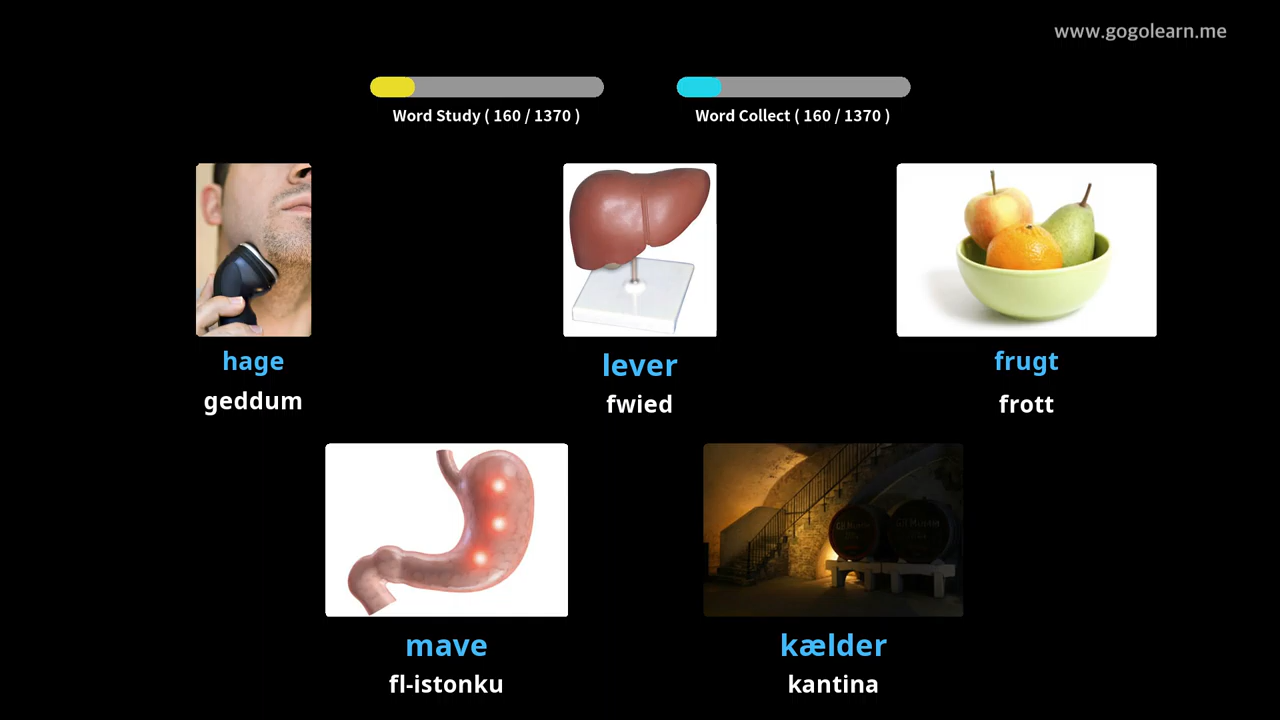 www.gogolearn.me
Word Study ( 160 / 1370 )
Word Collect ( 160 / 1370 )
hage
geddum
lever
fwied
frugt
frott
mave
fl-istonku
kælder
kantina